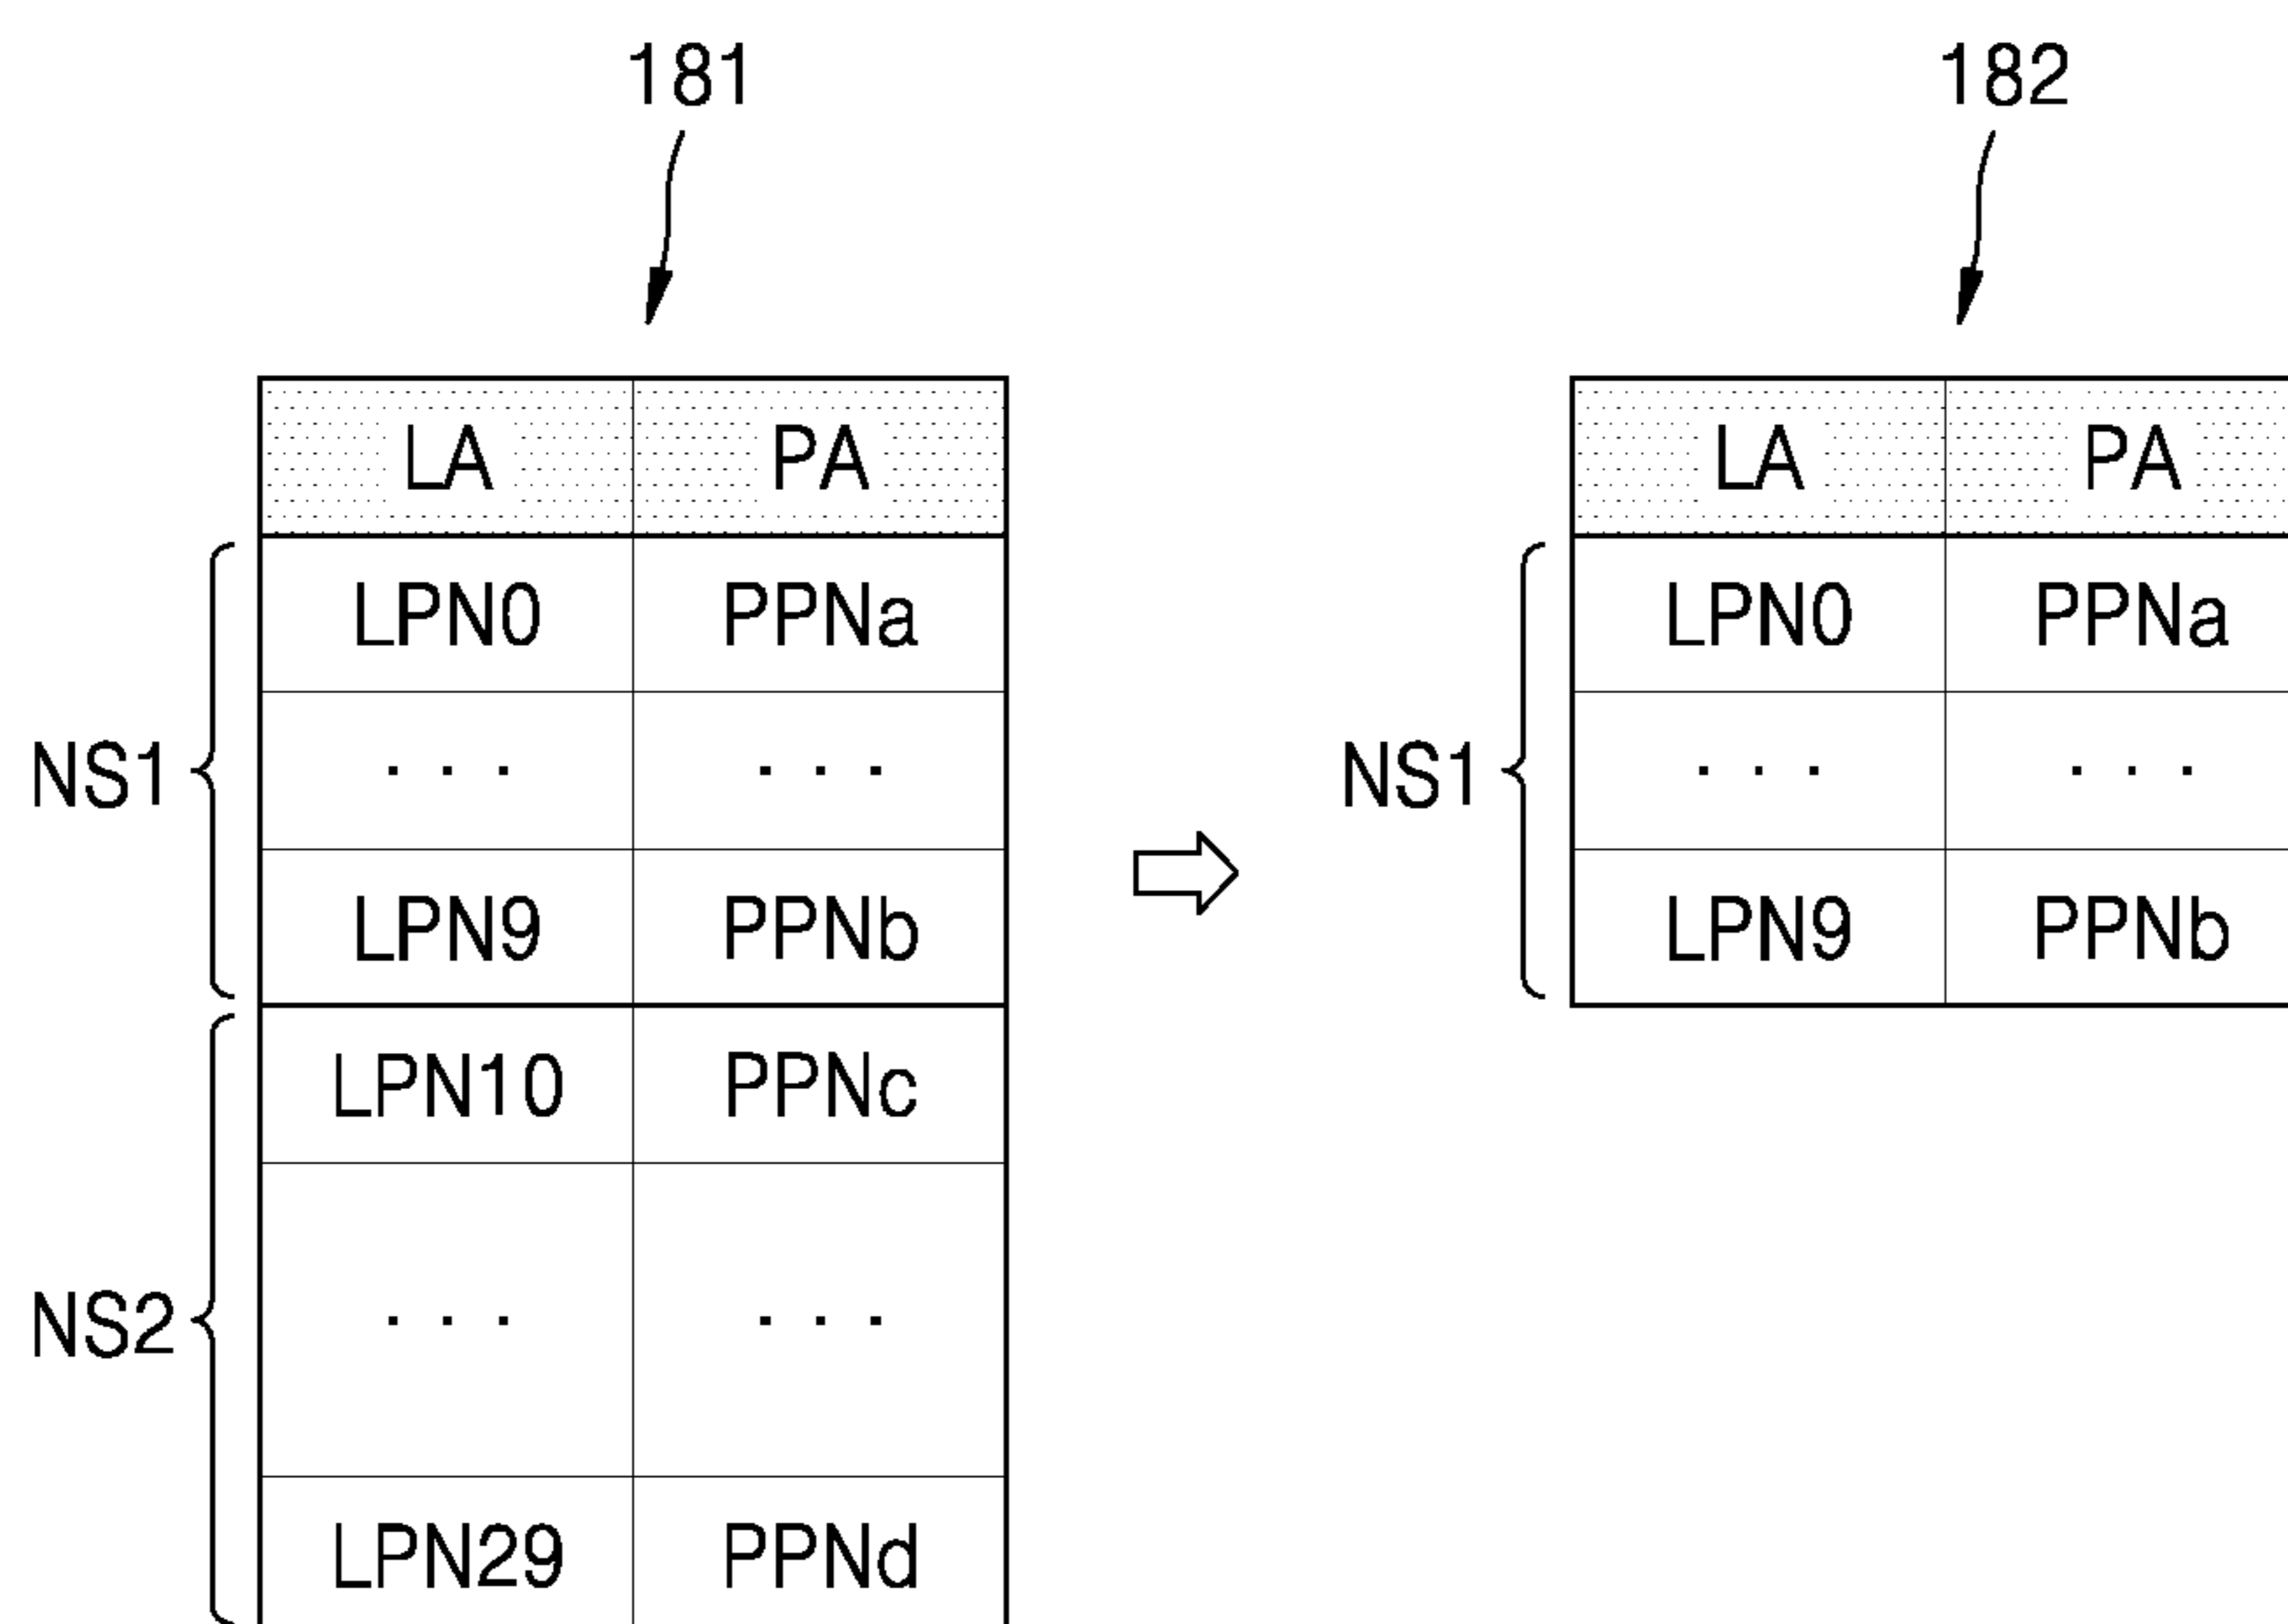 181
182
LA PA
LPN0 PPNa
NS1 . . . . . .
LPN9 PPNb
LPN10 PPNc
NS2 . . . . . .
LPN29 PPNd
LA PA
LPN0 PPNa
NS1 . . . . . .
LPN9 PPNb